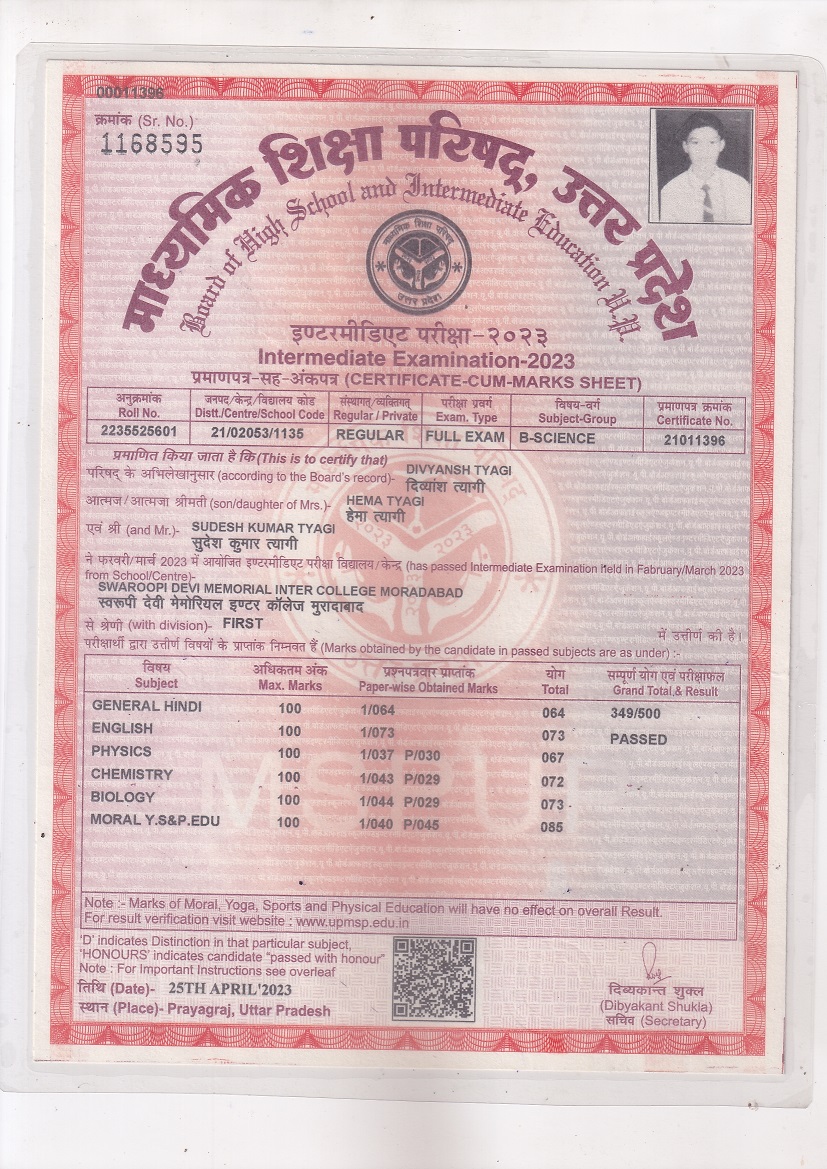 00011396
क्रमांक (Sr. No.)
1168595
माध्यमिक शिक्षा परिषद्, उत्तर प्रदेश
Board of High School and Intermediate Education U.P.
माध्यमिक शिक्षा परिषद्
उत्तर प्रदेश
इण्टरमीडिएट परीक्षा-२०२३
Intermediate Examination-2023
प्रमाणपत्र-सह-अंकपत्र (CERTIFICATE-CUM-MARKS SHEET)
अनुक्रमांक जनपद/केन्द्र/विद्यालय कोड संस्थागत्/व्यक्तिगत् परीक्षा प्रवर्ग विषय-वर्ग प्रमाणपत्र क्रमांक
Roll No. Distt./Centre/School Code Regular / Private Exam. Type Subject-Group Certificate No.
2235525601 21/02053/1135 REGULAR FULL EXAM B-SCIENCE 21011396
प्रमाणित किया जाता है कि(This is to certify that)
परिषद् के अभिलेखानुसार (according to the Board's record)- DIVYANSH TYAGI
दिव्यांश त्यागी
आत्मज/आत्मजा श्रीमती (son/daughter of Mrs.)- HEMA TYAGI
हेमा त्यागी
एवं श्री (and Mr.)- SUDESH KUMAR TYAGI
सुदेश कुमार त्यागी
ने फरवरी/मार्च 2023 में आयोजित इण्टरमीडिएट परीक्षा विद्यालय/केन्द्र (has passed Intermediate Examination held in Fabruary/March 2023
from School/Centre)-
SWAROOPI DEVI MEMORIAL INTER COLLEGE MORADABAD
स्वरूपी देवी मेमोरियल इण्टर कॉलेज मुरादाबाद
से श्रेणी (with division)- FIRST में उत्तीर्ण की है।
परीक्षार्थी द्वारा उत्तीर्ण विषयों के प्राप्तांक निम्नवत हैं (Marks obtained by the candidate in passed subjects are as under) :-
विषय अधिकतम अंक प्रश्नपत्रवार प्राप्तांक योग सम्पूर्ण योग एवं परीक्षाफल
Subject Max. Marks Paper-wise Obtained Marks Total Grand Total & Result
GENERAL HINDI 100 1/064 064 349/500
ENGLISH 100 1/073 073 PASSED
PHYSICS 100 1/037 P/030 067
CHEMISTRY 100 1/043 P/029 072
BIOLOGY 100 1/044 P/029 073
MORAL Y.S&P.EDU 100 1/040 P/045 085
Note :- Marks of Moral, Yoga, Sports and Physical Education will have no effect on overall Result.
For result verification visit website : www.upmsp.edu.in
'D' indicates Distinction in that particular subject,
'HONOURS' indicates candidate "passed with honour"
Note : For Important Instructions see overleaf
तिथि (Date)- 25TH APRIL'2023
स्थान (Place)- Prayagraj, Uttar Pradesh
दिव्यकान्त शुक्ल
(Dibyakant Shukla)
सचिव (Secretary)